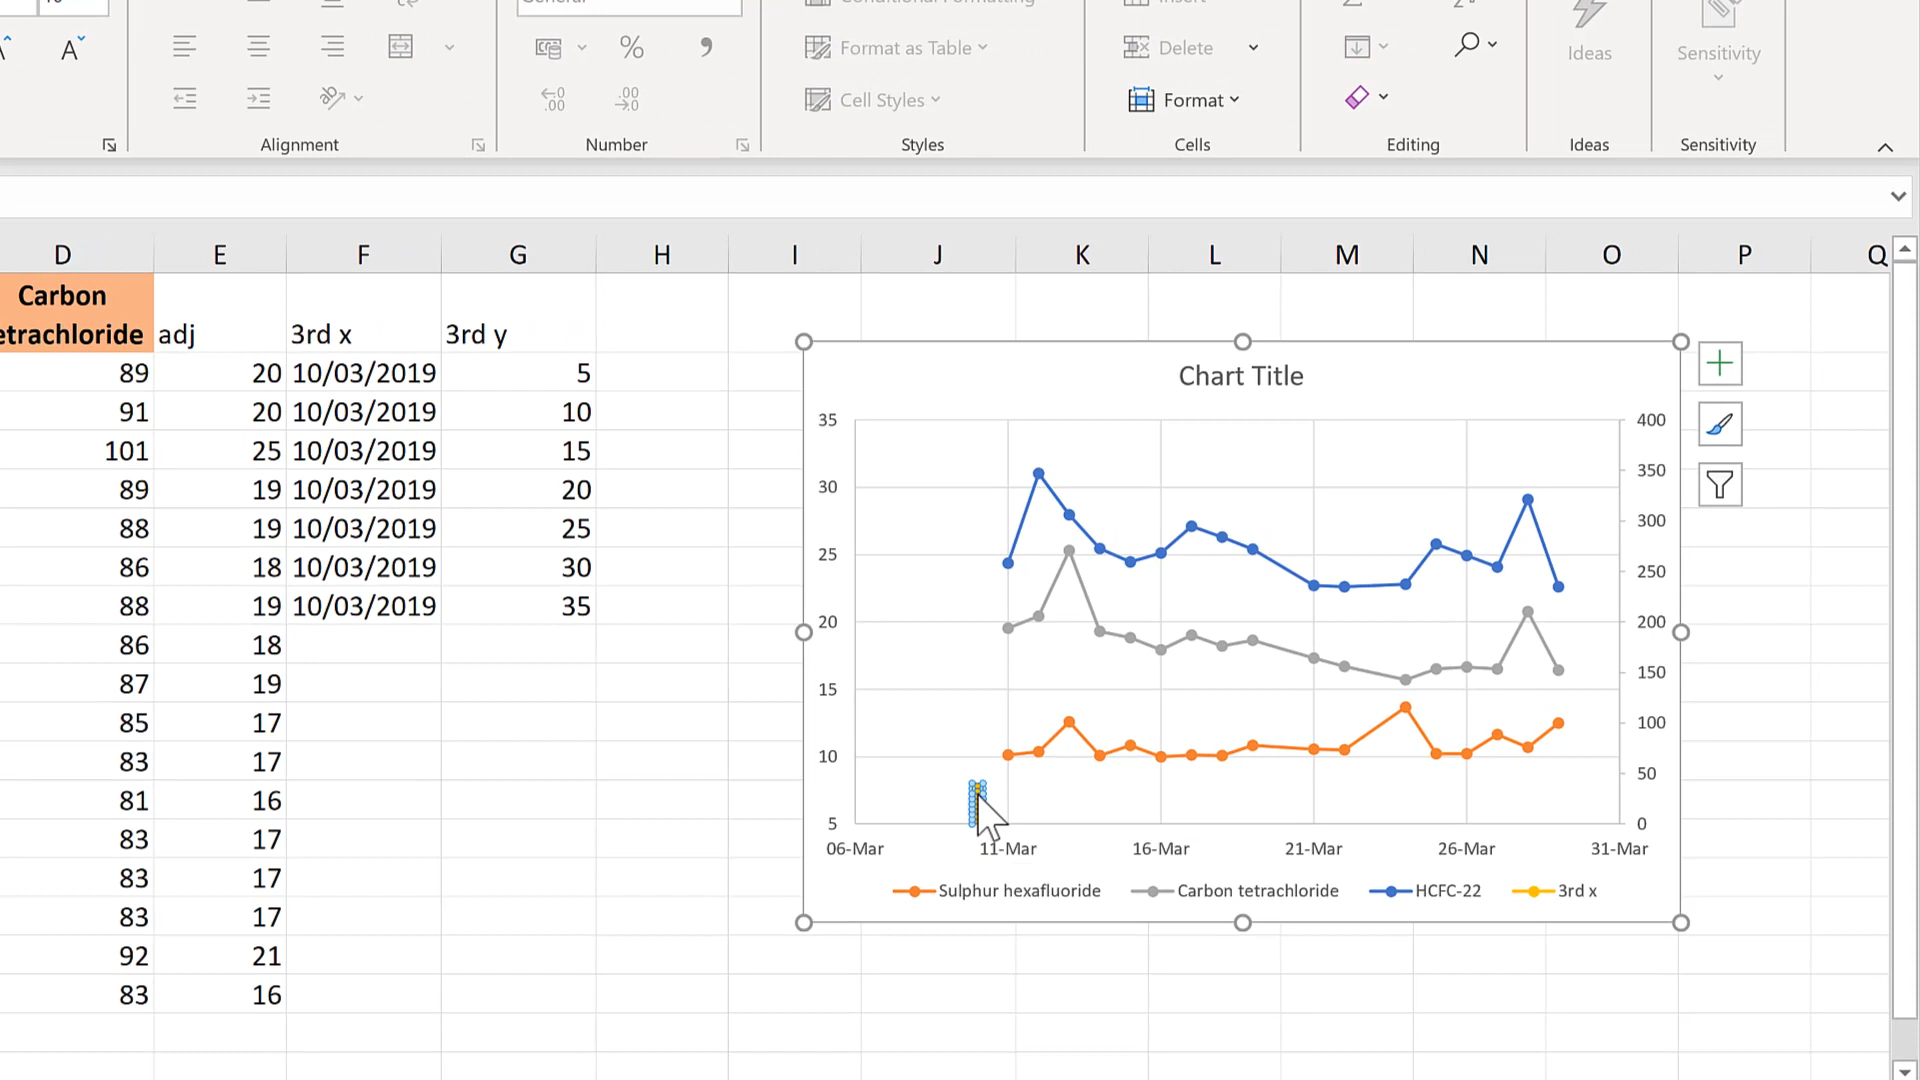 General
Conditional Formatting
Insert
Format as Table
Delete
Ideas
Sensitivity
Cell Styles
Format
Alignment
Number
Styles
Cells
Editing
Ideas
Sensitivity
D E F G H I J K L M N O P Q
Carbon
etrachloride adj 3rd x 3rd y
89 20 10/03/2019 5
91 20 10/03/2019 10
101 25 10/03/2019 15
89 19 10/03/2019 20
88 19 10/03/2019 25
86 18 10/03/2019 30
88 19 10/03/2019 35
86 18
87 19
85 17
83 17
81 16
83 17
83 17
83 17
92 21
83 16
Chart Title
35 400
30 350
25 300
20 250
15 200
10 150
5 100
50
0
06-Mar 11-Mar 16-Mar 21-Mar 26-Mar 31-Mar
Sulphur hexafluoride Carbon tetrachloride HCFC-22 3rd x